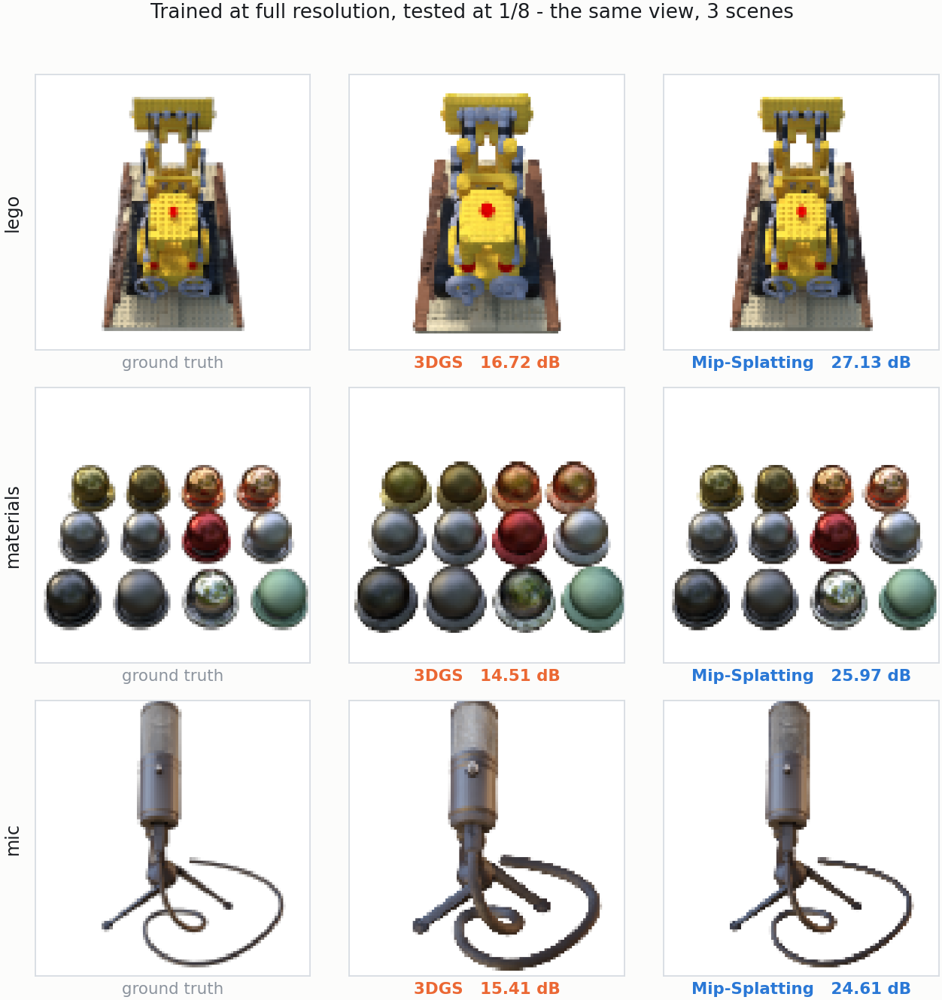 Trained at full resolution, tested at 1/8 - the same view, 3 scenes
lego
ground truth
3DGS 16.72 dB
Mip-Splatting 27.13 dB
materials
ground truth
3DGS 14.51 dB
Mip-Splatting 25.97 dB
mic
ground truth
3DGS 15.41 dB
Mip-Splatting 24.61 dB